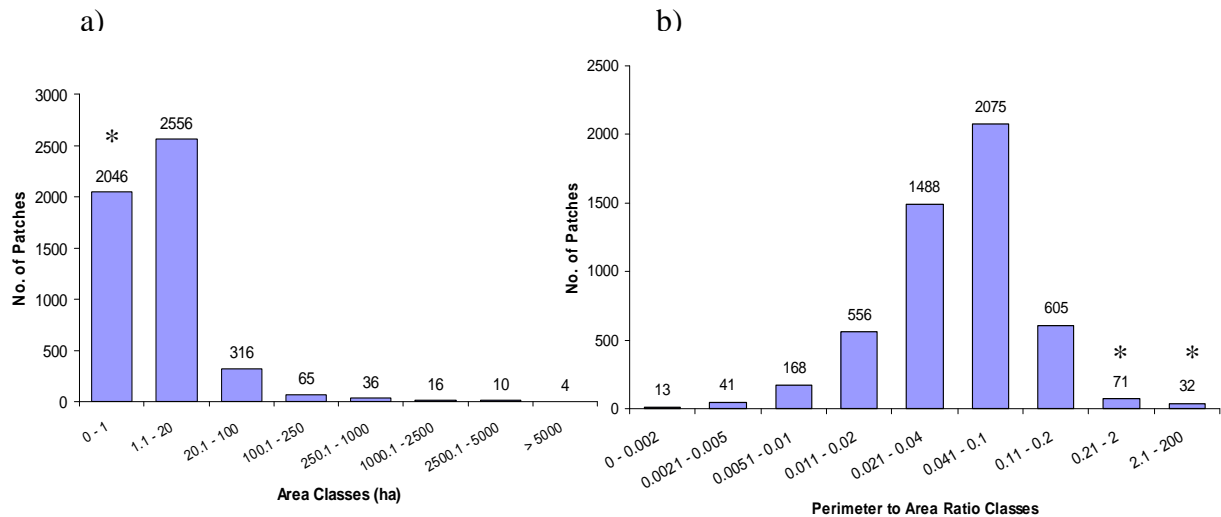 a)
b)
3000
2500
2000
1500
1000
500
0
No. of Patches
*
2046
2556
316
65
36
16
10
4
0 - 1
1.1 - 20
20.1 - 100
100.1 - 250
250.1 - 1000
1000.1 -2500
2500.1 -5000
> 5000
Area Classes (ha)
2500
2000
1500
1000
500
0
No. of Patches
13
41
168
556
1488
2075
605
*
71
*
32
0 - 0.002
0.0021 - 0.005
0.0051 - 0.01
0.011 - 0.02
0.021 - 0.04
0.041 - 0.1
0.11 - 0.2
0.21 - 2
2.1 - 200
Perimeter to Area Ratio Classes